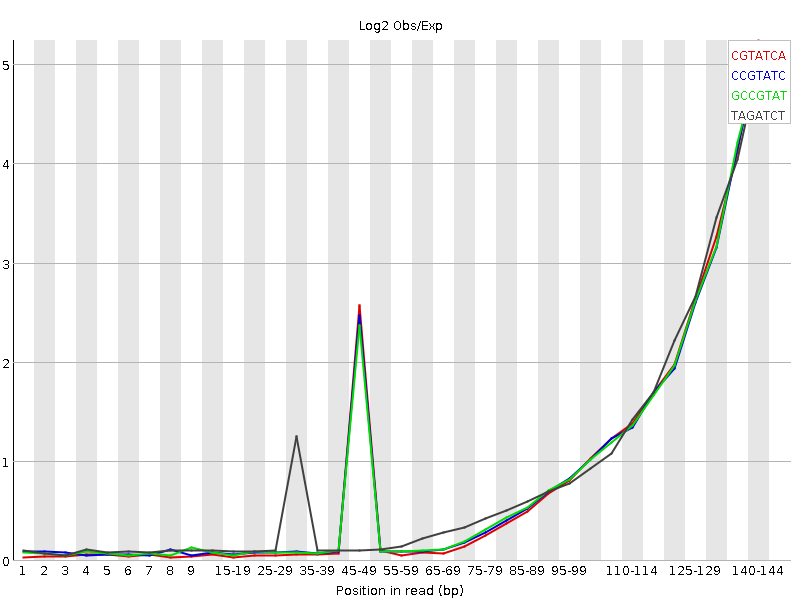 Log2 Obs/Exp
5
4
3
2
1
0
CGTATCA
CCGTATC
GCCGTAT
TAGATCT
1 2 3 4 5 6 7 8 9 15-19 25-29 35-39 45-49 55-59 65-69 75-79 85-89 95-99 110-114 125-129 140-144
Position in read (bp)